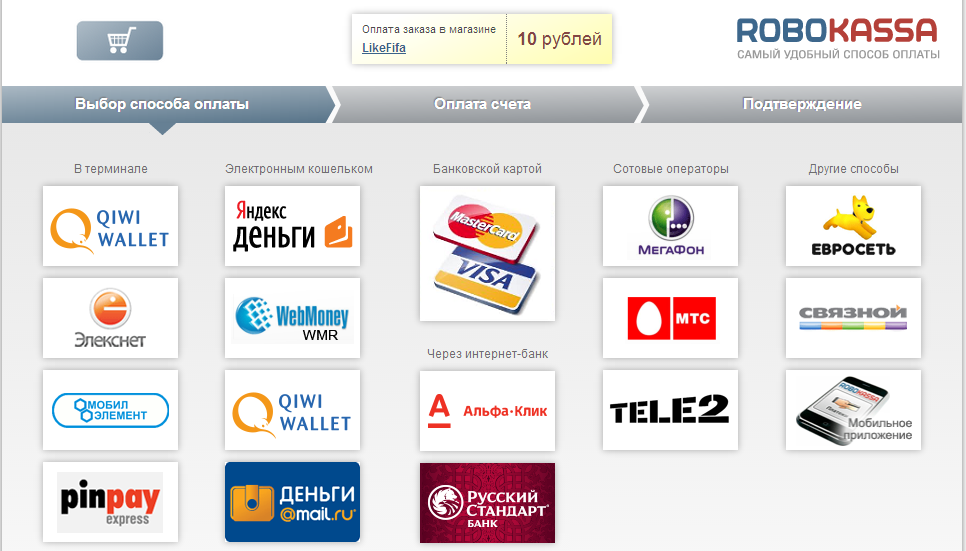 Оплата заказа в магазине
LikeFifa
10 рублей
ROBOKASSA
САМЫЙ УДОБНЫЙ СПОСОБ ОПЛАТЫ
Выбор способа оплаты
Оплата счета
Подтверждение
В терминале
QIWI
WALLET
Элекснет
МОБИЛ
ЭЛЕМЕНТ
pinpay
express
Электронным кошельком
Яндекс
деньги
WebMoney
WMR
QIWI
WALLET
ДЕНЬГИ
@mail.ru
Банковской картой
MasterCard
VISA
Через интернет-банк
Альфа·Клик
РУССКИЙ
СТАНДАРТ
БАНК
Сотовые операторы
МЕГАФОН
МТС
TELE2
Другие способы
ЕВРОСЕТЬ
СВЯЗНОЙ
ROBOKASSA
Мобильное
приложение